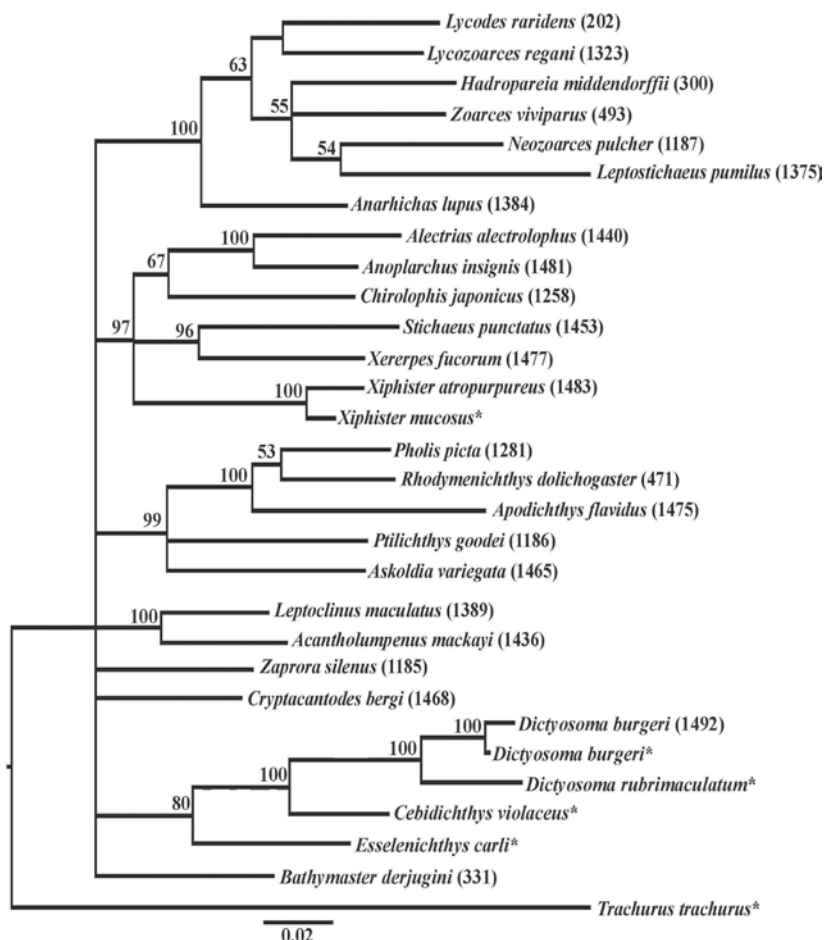 Lycodes raridens (202)
63
Lycozoarces regani (1323)
Hadropareia middendorffii (300)
55
Zoarces viviparus (493)
100
Neozoarces pulcher (1187)
54
Leptostichaeus pumilus (1375)
Anarhichas lupus (1384)
Alectrias alectrolophus (1440)
100
67
Anoplarchus insignis (1481)
Chirolophis japonicus (1258)
97
Stichaeus punctatus (1453)
96
Xererpes fucorum (1477)
Xiphister atropurpureus (1483)
100
Xiphister mucosus*
Pholis picta (1281)
53
100
Rhodymenichthys dolichogaster (471)
Apodichthys flavidus (1475)
99
Ptilichthys goodei (1186)
Askoldia variegata (1465)
Leptoclinus maculatus (1389)
100
Acantholumpenus mackayi (1436)
Zaprora silenus (1185)
Cryptacantodes bergi (1468)
Dictyosoma burgeri (1492)
100
Dictyosoma burgeri*
100
100
Dictyosoma rubrimaculatum*
80
Cebidichthys violaceus*
Esselenichthys carli*
Bathymaster derjugini (331)
Trachurus trachurus*
0.02